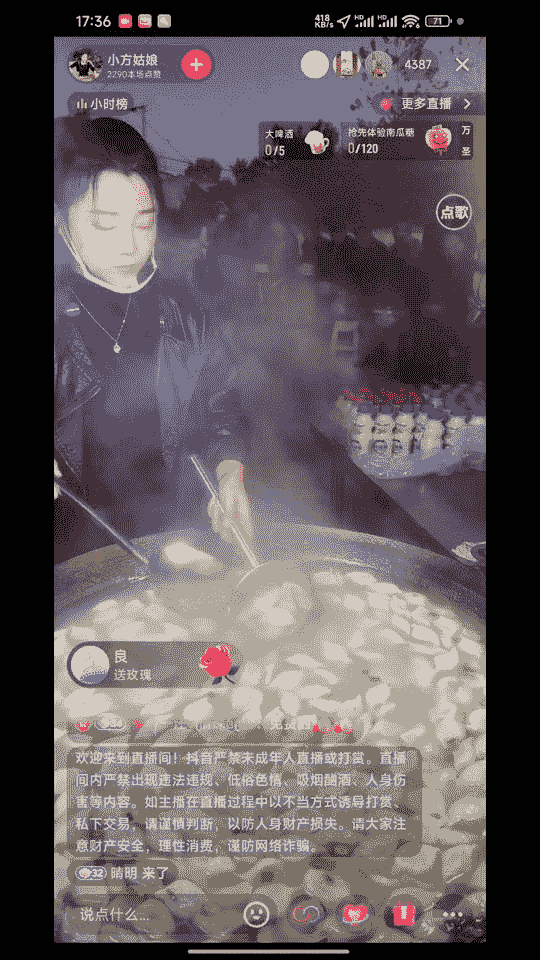 17:36
418
KB/s
HD
HD
71
小方姑娘
2290本场点赞
4387
小时榜
更多直播
大啤酒
0/5
抢先体验南瓜糖
0/120
万
圣
点歌
良
送玫瑰
欢迎来到直播间！抖音严禁未成年人直播或打赏。直播
间内严禁出现违法违规、低俗色情、吸烟酗酒、人身伤
害等内容。如主播在直播过程中以不当方式诱导打赏、
私下交易，请谨慎判断，以防人身财产损失。请大家注
意财产安全，理性消费，谨防网络诈骗。
32 晴明 来了
说点什么...